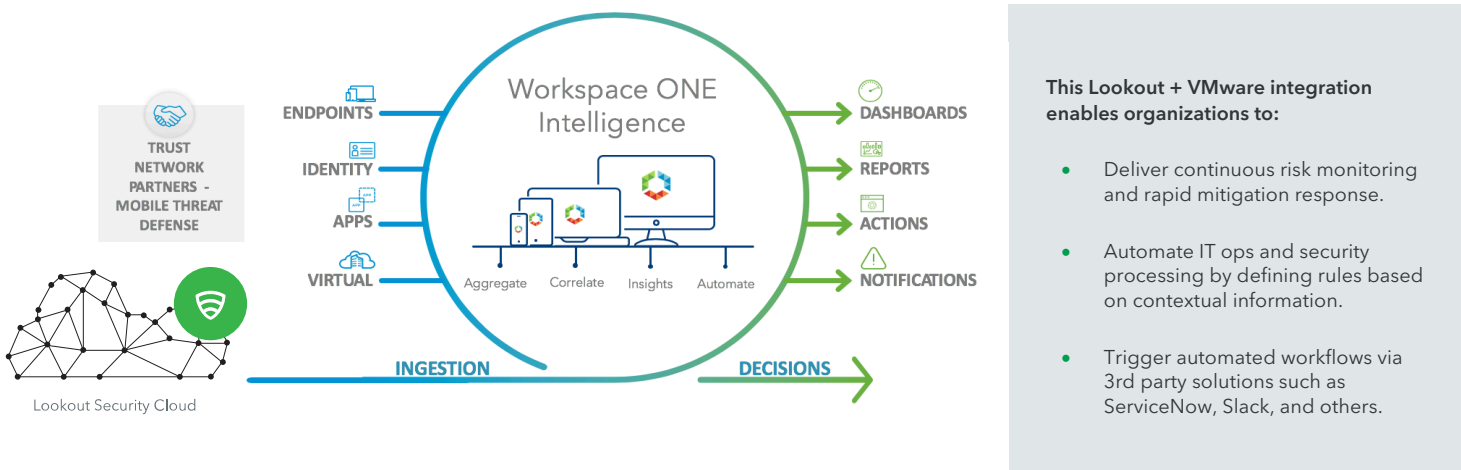 TRUST
NETWORK
PARTNERS -
MOBILE THREAT
DEFENSE
Lookout Security Cloud
ENDPOINTS
IDENTITY
APP
APP
APPS
VIRTUAL
INGESTION
Workspace ONE
Intelligence
Aggregate
Correlate
Insights
Automate
DECISIONS
DASHBOARDS
REPORTS
ACTIONS
NOTIFICATIONS
This Lookout + VMware integration
enables organizations to:
• Deliver continuous risk monitoring
and rapid mitigation response.
• Automate IT ops and security
processing by defining rules based
on contextual information.
• Trigger automated workflows via
3rd party solutions such as
ServiceNow, Slack, and others.